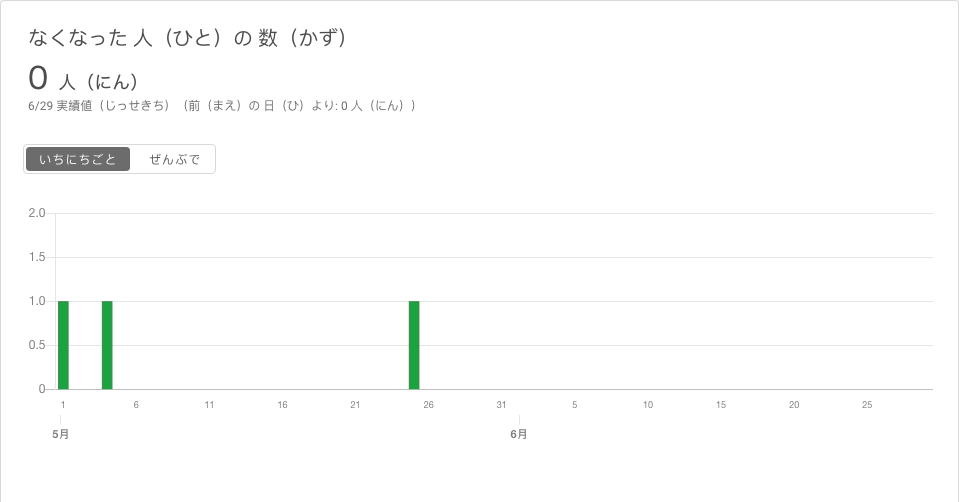 なくなった 人（ひと）の 数（かず）
0 人（にん）
6/29 実績値（じっせきち）（前（まえ）の 日（ひ）より: 0 人（にん））
いちにちごと ぜんぶで
2.0
1.5
1.0
0.5
0
1 6 11 16 21 26 31 5 10 15 20 25
5月 6月